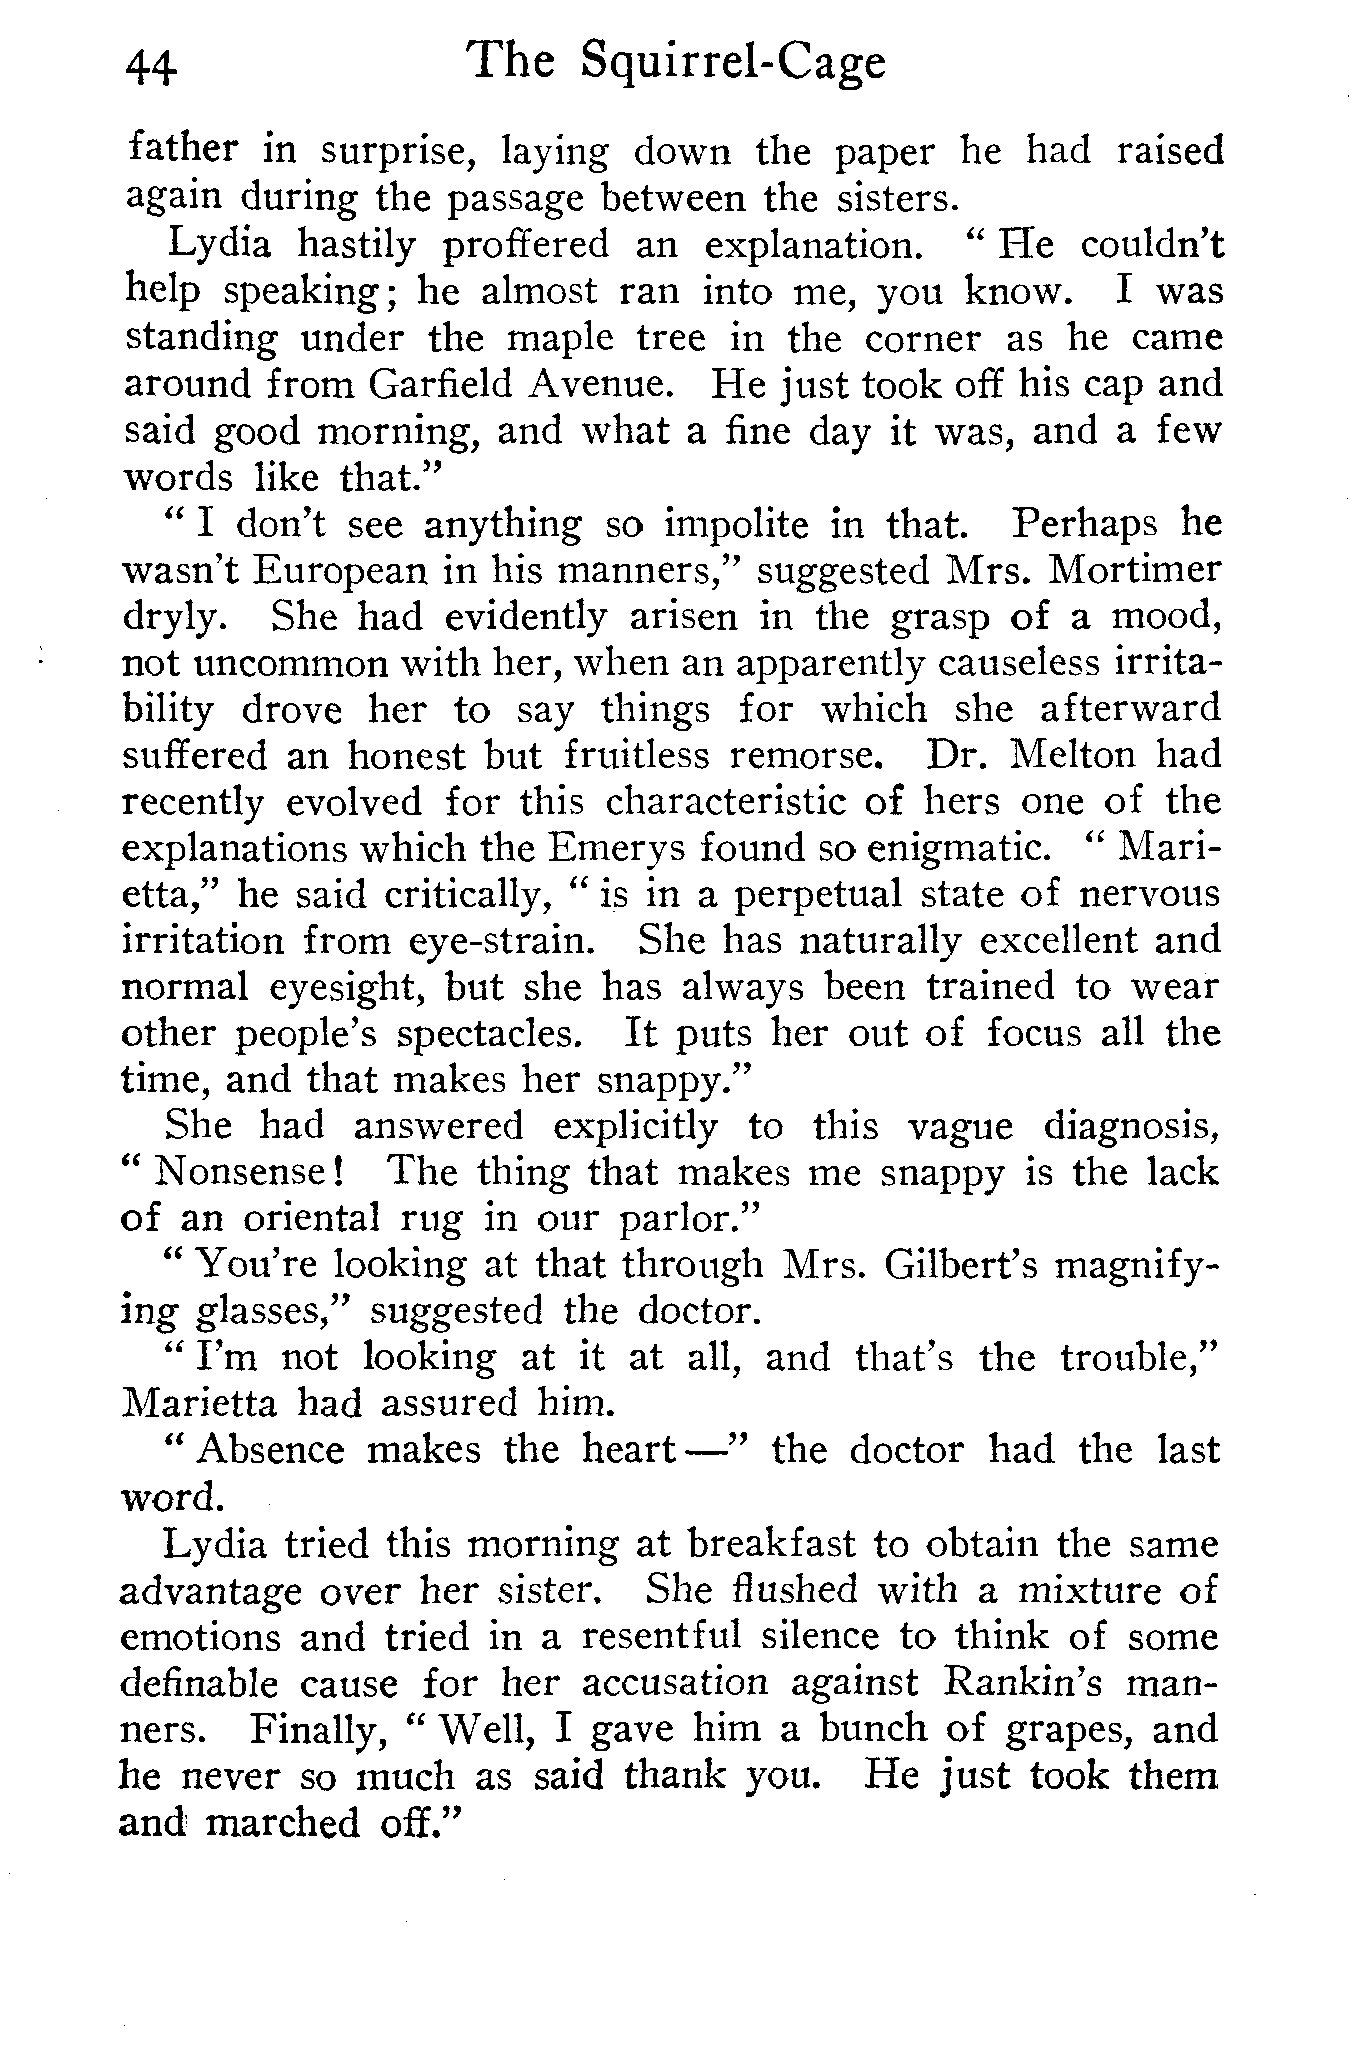 44 The Squirrel-Cage
father in surprise, laying down the paper he had raised
again during the passage between the sisters.
Lydia hastily proffered an explanation. “ He couldn’t
help speaking; he almost ran into me, you know. I was
standing under the maple tree in the corner as he came
around from Garfield Avenue. He just took off his cap and
said good morning, and what a fine day it was, and a few
words like that.”
“ I don’t see anything so impolite in that. Perhaps he
wasn’t European in his manners,” suggested Mrs. Mortimer
dryly. She had evidently arisen in the grasp of a mood,
not uncommon with her, when an apparently causeless irrita-
bility drove her to say things for which she afterward
suffered an honest but fruitless remorse. Dr. Melton had
recently evolved for this characteristic of hers one of the
explanations which the Emerys found so enigmatic. “ Mari-
etta,” he said critically, “ is in a perpetual state of nervous
irritation from eye-strain. She has naturally excellent and
normal eyesight, but she has always been trained to wear
other people’s spectacles. It puts her out of focus all the
time, and that makes her snappy.”
She had answered explicitly to this vague diagnosis,
“ Nonsense! The thing that makes me snappy is the lack
of an oriental rug in our parlor.”
“ You’re looking at that through Mrs. Gilbert’s magnify-
ing glasses,” suggested the doctor.
“ I’m not looking at it at all, and that’s the trouble,”
Marietta had assured him.
“ Absence makes the heart —” the doctor had the last
word.
Lydia tried this morning at breakfast to obtain the same
advantage over her sister. She flushed with a mixture of
emotions and tried in a resentful silence to think of some
definable cause for her accusation against Rankin’s man-
ners. Finally, “ Well, I gave him a bunch of grapes, and
he never so much as said thank you. He just took them
and marched off.”